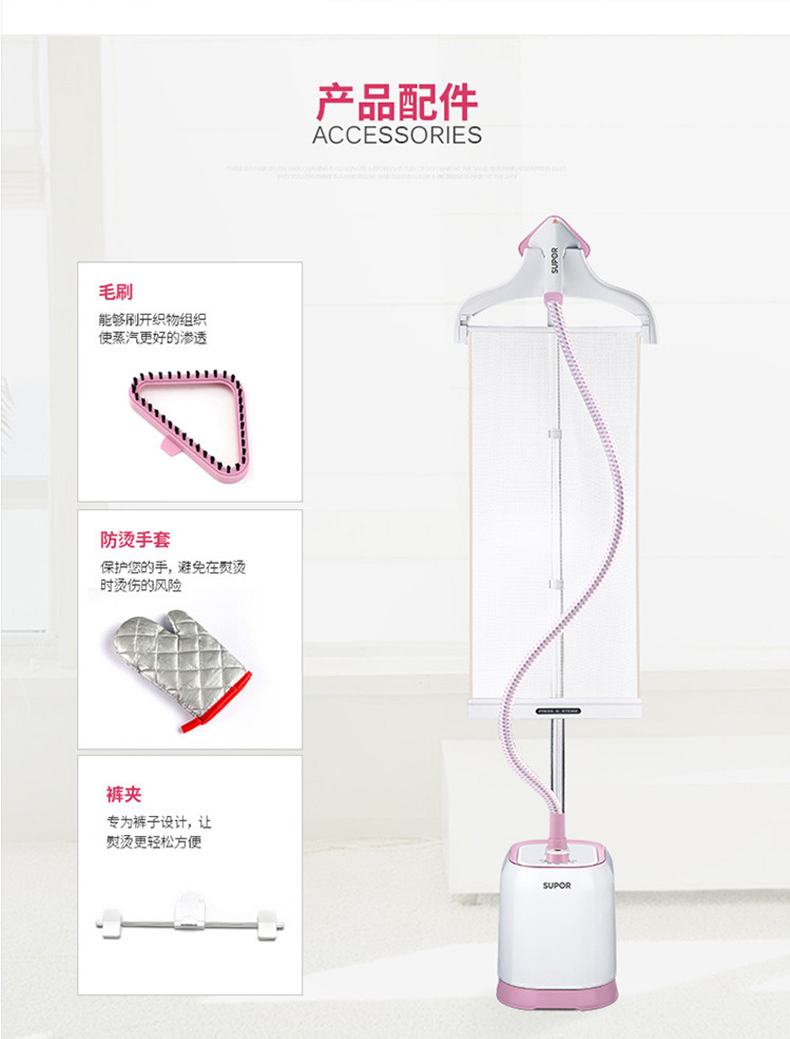 产品配件
ACCESSORIES
毛刷
能够刷开织物组织
使蒸汽更好的渗透
防烫手套
保护您的手，避免在熨烫
时烫伤的风险
裤夹
专为裤子设计，让
熨烫更轻松方便
SUPOR
PRESS & STEAM
SUPOR